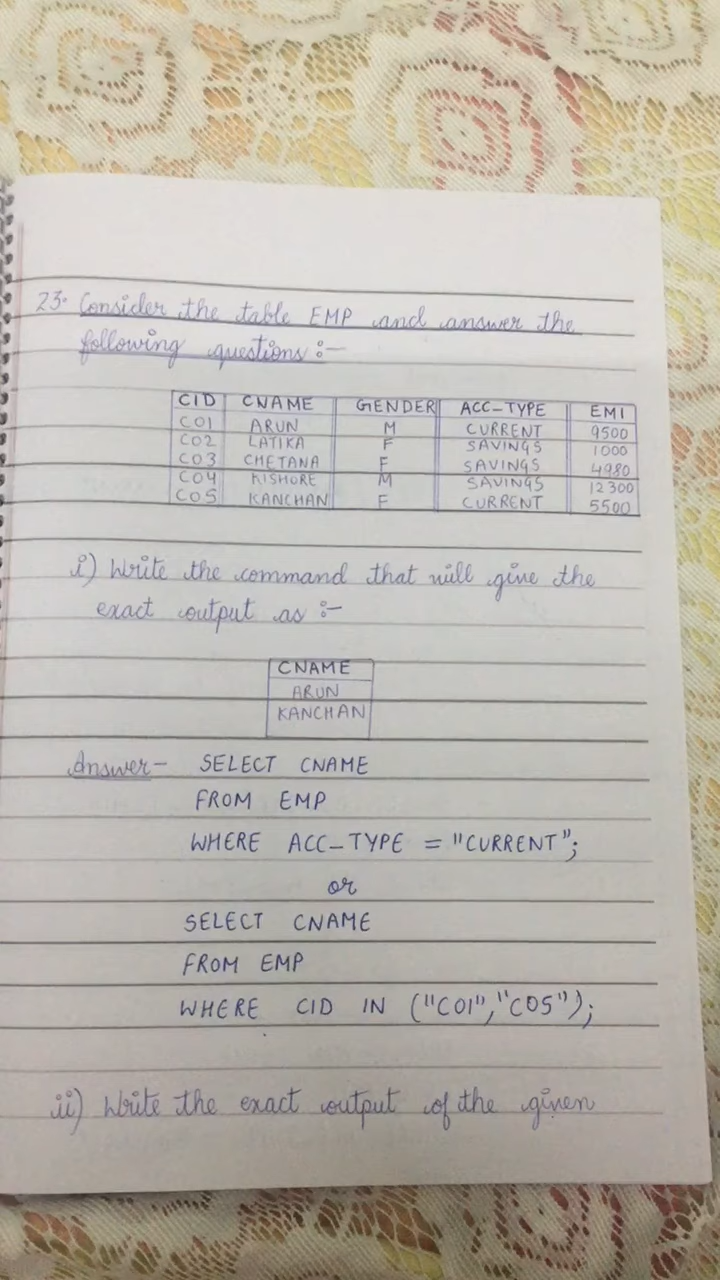 23. Consider the table EMP and answer the
following questions :-
CID CNAME GENDER ACC-TYPE EMI
C01 ARUN M CURRENT 9500
C02 LATIKA F SAVINGS 1000
C03 CHETANA F SAVINGS 4980
C04 KISHORE M SAVINGS 12300
C05 KANCHAN F CURRENT 5500
i) Write the command that will give the
exact output as :-
CNAME
ARUN
KANCHAN
Answer- SELECT CNAME
FROM EMP
WHERE ACC-TYPE = "CURRENT";
or
SELECT CNAME
FROM EMP
WHERE CID IN ("C01","C05");
ii) Write the exact output of the given